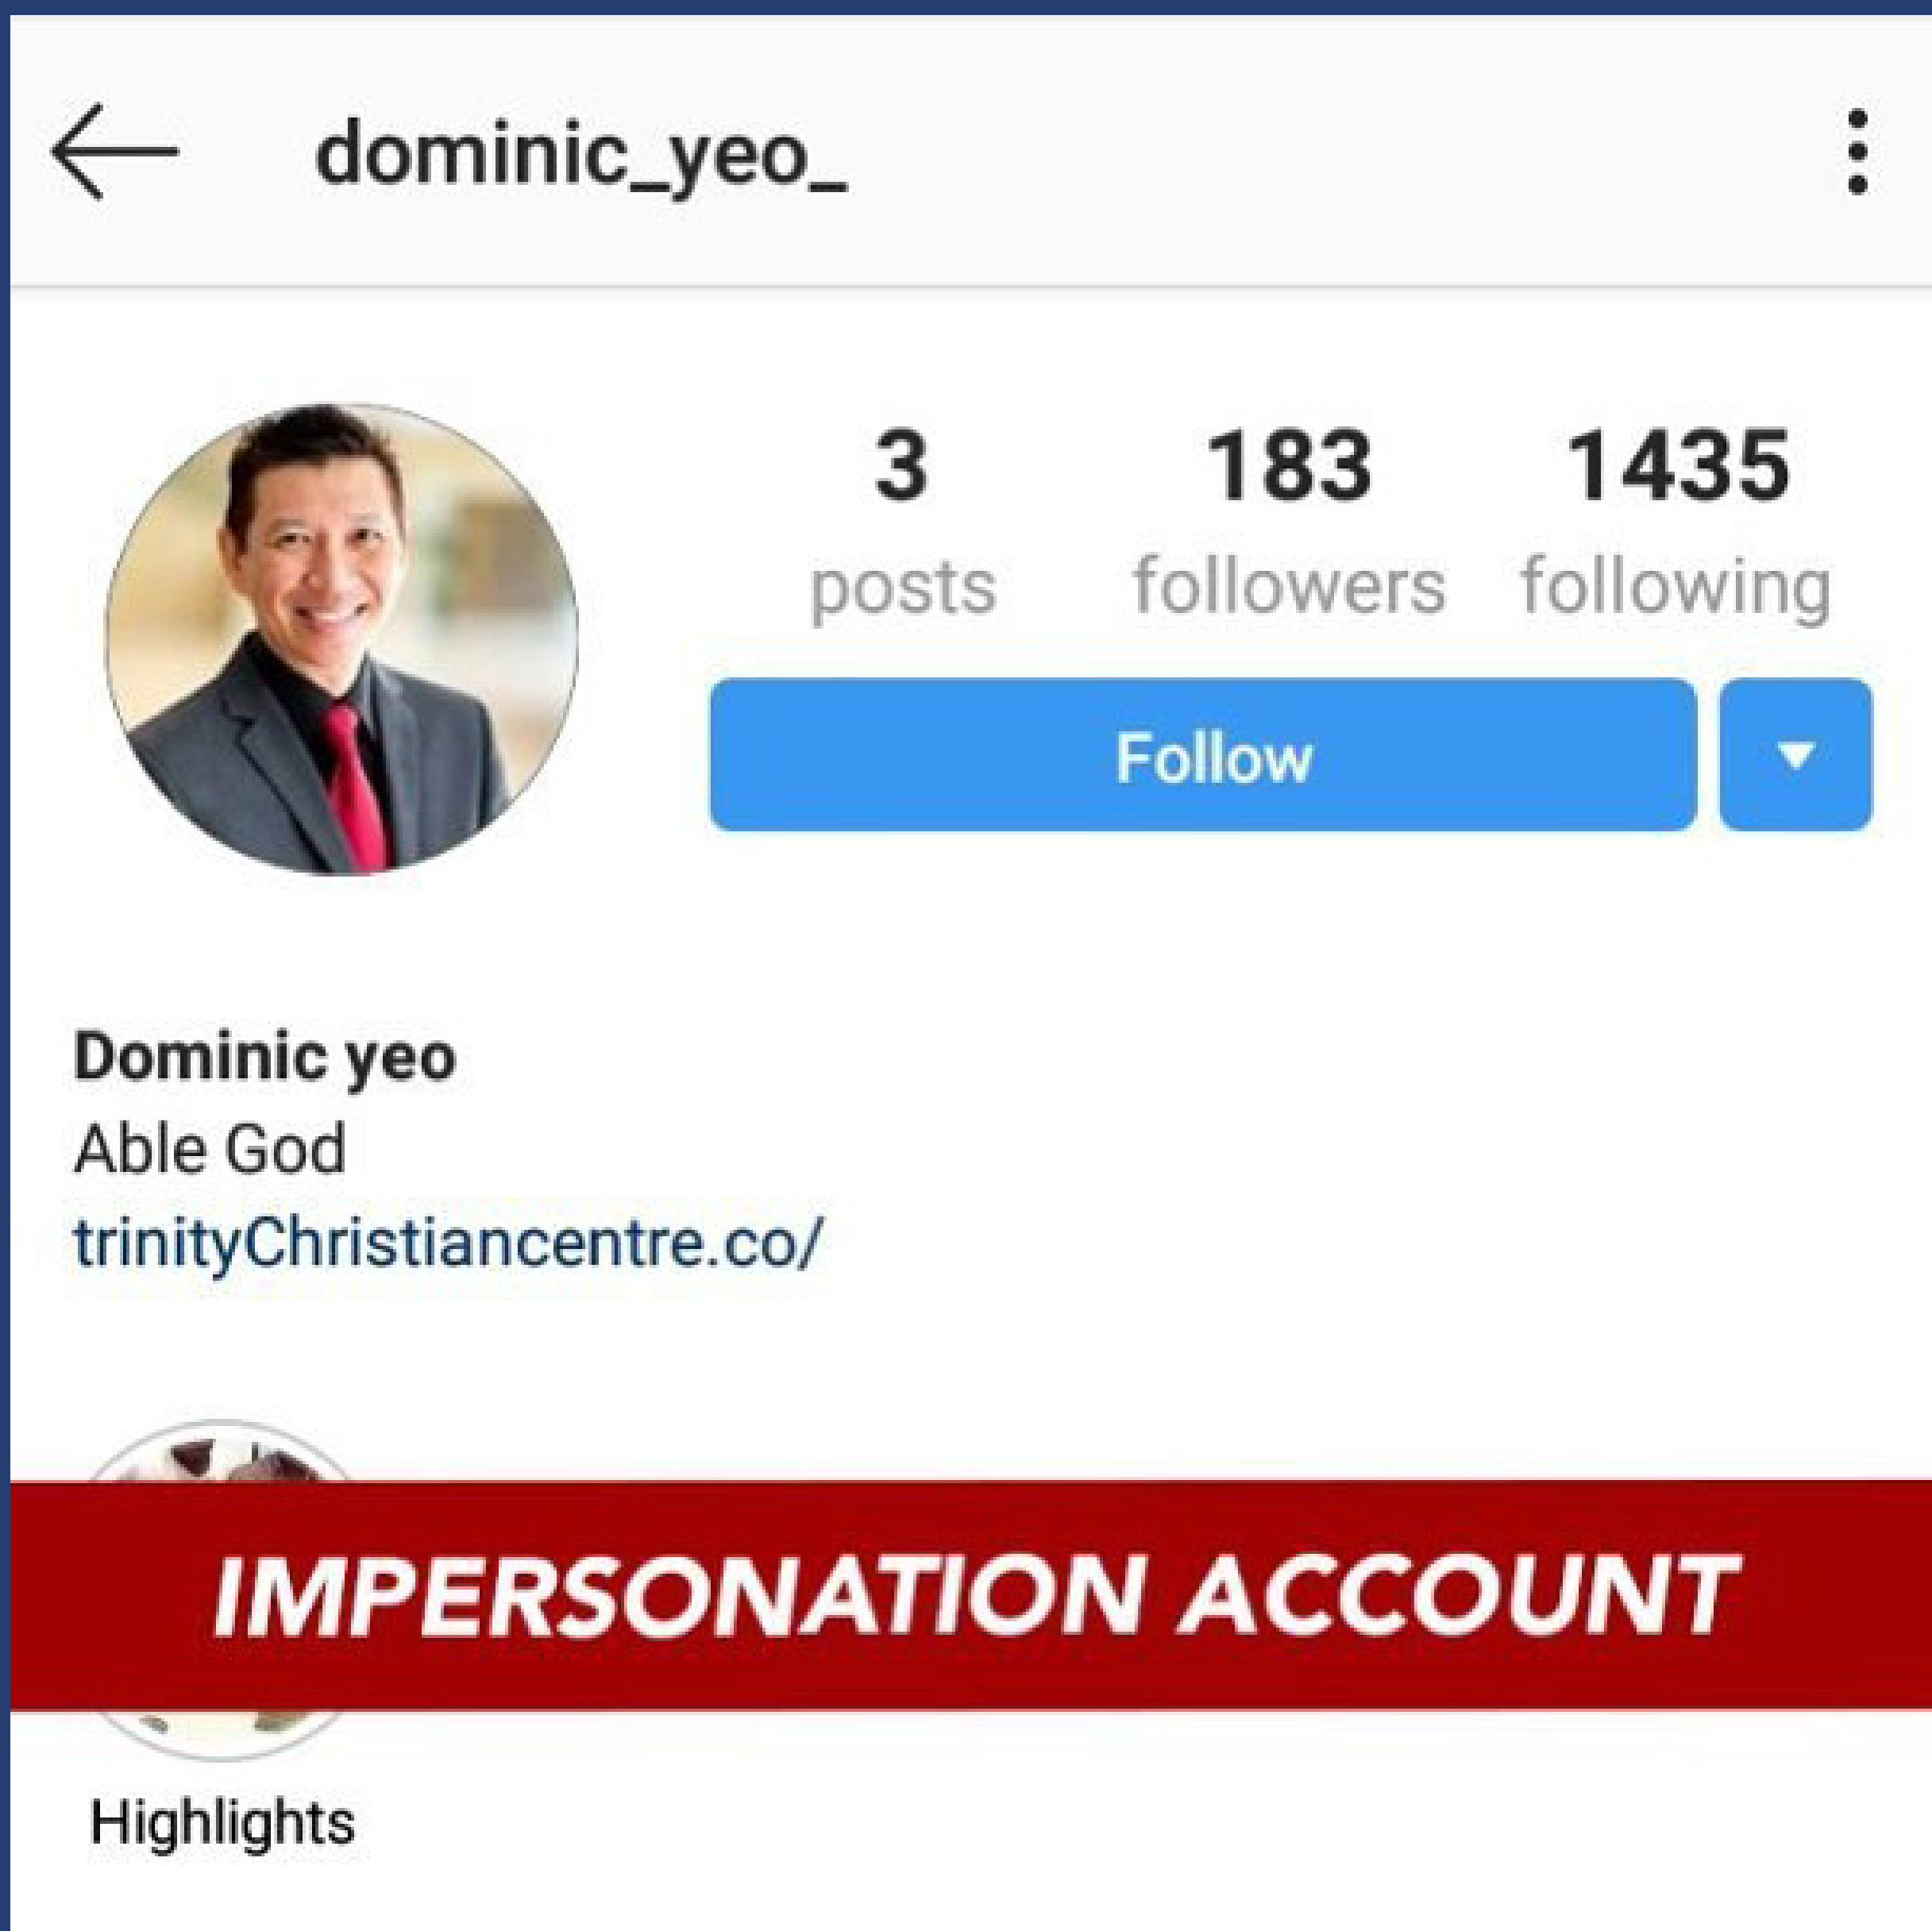 dominic_yeo_
3 183 1435
posts followers following
Follow
Dominic yeo
Able God
trinityChristiancentre.co/
IMPERSONATION ACCOUNT
Highlights